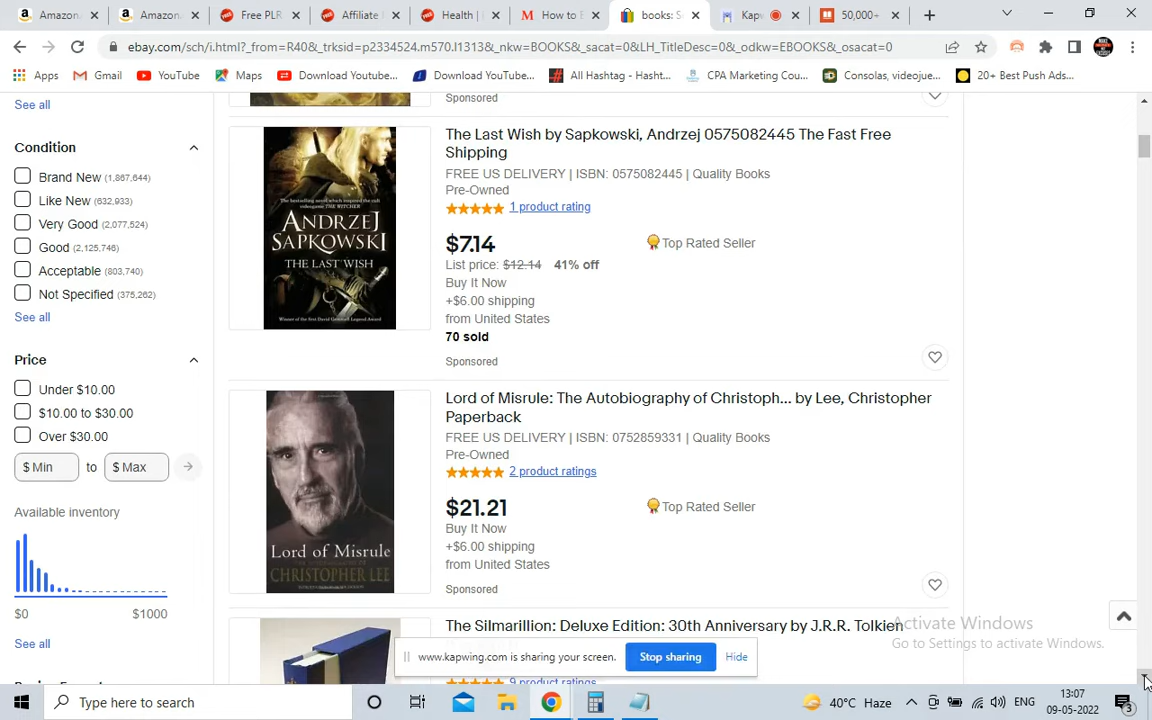 Amazon.
Amazon.
Free PLR
Affiliate
Health |
How to E
books: S
Kapw
50,000+
ebay.com/sch/i.html?_from=R40&_trksid=p2334524.m570.l1313&_nkw=BOOKS&_sacat=0&LH_TitleDesc=0&_odkw=EBOOKS&_osacat=0
Apps
Gmail
YouTube
Maps
Download Youtube...
Download YouTube...
All Hashtag - Hasht...
CPA Marketing Cou...
Consolas, videojue...
20+ Best Push Ads...
See all
Condition
Brand New (1,867,644)
Like New (632,933)
Very Good (2,077,524)
Good (2,125,746)
Acceptable (803,740)
Not Specified (375,262)
See all
Price
Under $10.00
$10.00 to $30.00
Over $30.00
$ Min to $ Max
Available inventory
$0 $1000
See all
Sponsored
ANDRZEJ
SAPKOWSKI
THE LAST WISH
The Last Wish by Sapkowski, Andrzej 0575082445 The Fast Free
Shipping
FREE US DELIVERY | ISBN: 0575082445 | Quality Books
Pre-Owned
1 product rating
$7.14
Top Rated Seller
List price: $12.14 41% off
Buy It Now
+$6.00 shipping
from United States
70 sold
Sponsored
Lord of Misrule
CHRISTOPHER LEE
Lord of Misrule: The Autobiography of Christoph... by Lee, Christopher
Paperback
FREE US DELIVERY | ISBN: 0752859331 | Quality Books
Pre-Owned
2 product ratings
$21.21
Top Rated Seller
Buy It Now
+$6.00 shipping
from United States
Sponsored
The Silmarillion: Deluxe Edition: 30th Anniversary by J.R.R. Tolkien
9 product ratings
Activate Windows
Go to Settings to activate Windows.
www.kapwing.com is sharing your screen.
Stop sharing
Hide
Type here to search
40°C Haze
ENG
13:07
09-05-2022
3